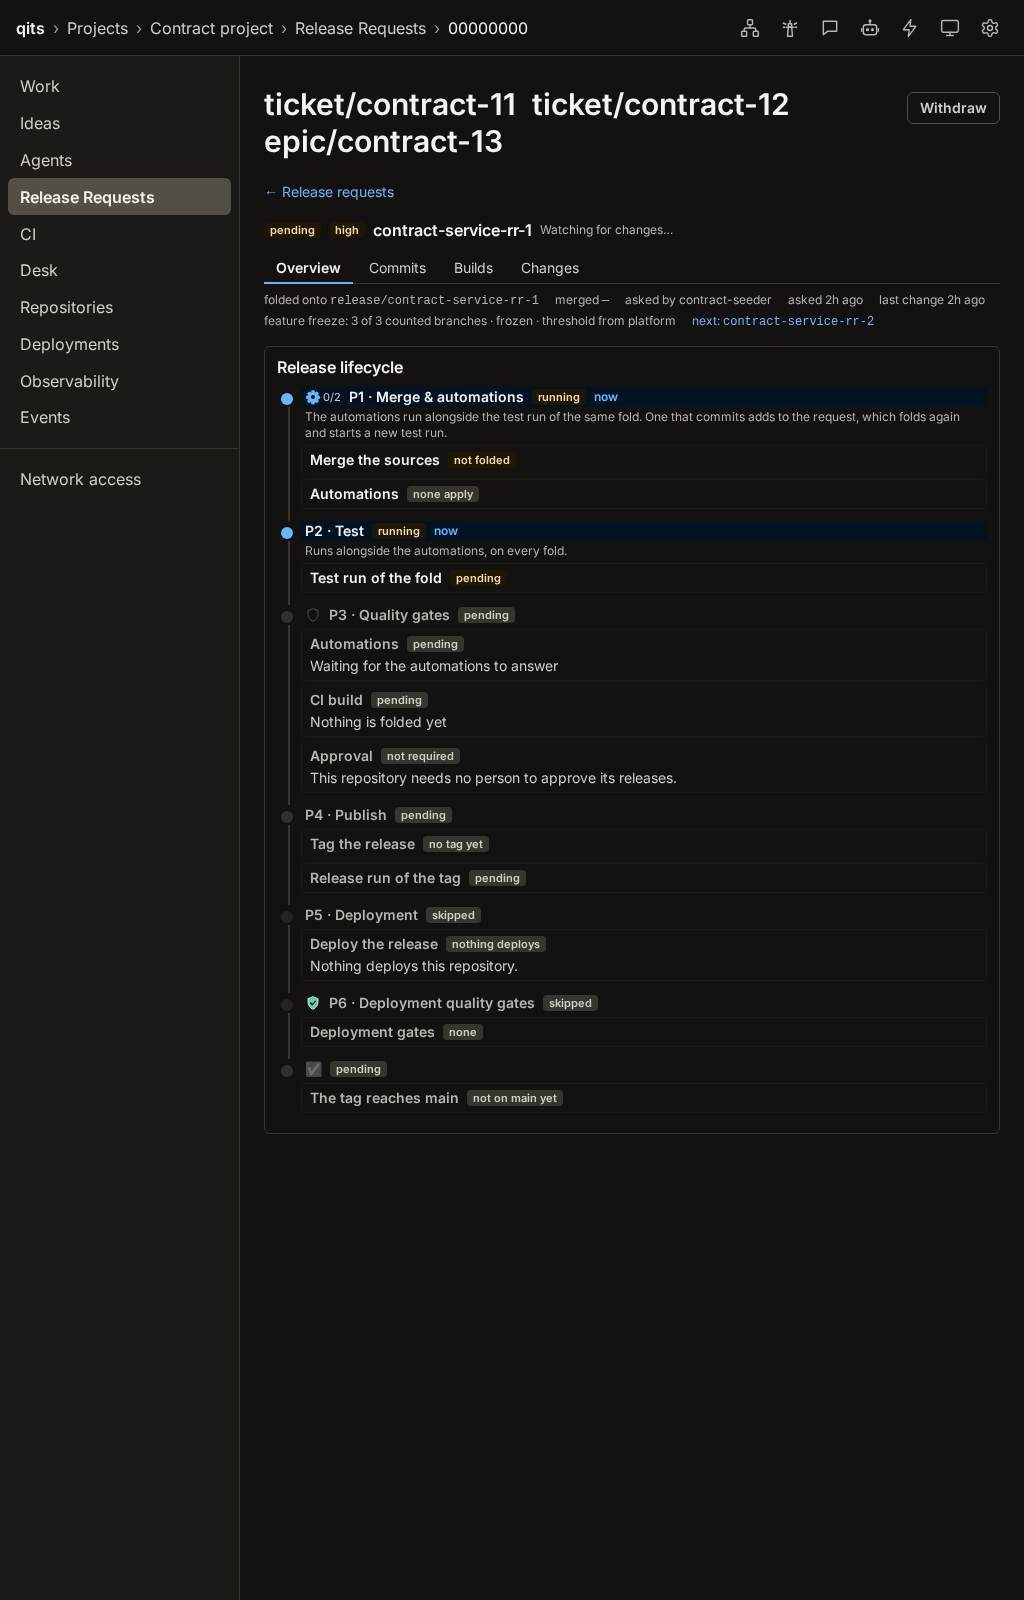 qits › Projects › Contract project › Release Requests › 00000000
Work
Ideas
Agents
Release Requests
CI
Desk
Repositories
Deployments
Observability
Events
Network access
ticket/contract-11 ticket/contract-12
epic/contract-13
Withdraw
← Release requests
pending high contract-service-rr-1 Watching for changes…
Overview Commits Builds Changes
folded onto release/contract-service-rr-1 merged — asked by contract-seeder asked 2h ago last change 2h ago
feature freeze: 3 of 3 counted branches · frozen · threshold from platform next: contract-service-rr-2
Release lifecycle
0/2 P1 · Merge & automations running now
The automations run alongside the test run of the same fold. One that commits adds to the request, which folds again
and starts a new test run.
Merge the sources not folded
Automations none apply
P2 · Test running now
Runs alongside the automations, on every fold.
Test run of the fold pending
P3 · Quality gates pending
Automations pending
Waiting for the automations to answer
CI build pending
Nothing is folded yet
Approval not required
This repository needs no person to approve its releases.
P4 · Publish pending
Tag the release no tag yet
Release run of the tag pending
P5 · Deployment skipped
Deploy the release nothing deploys
Nothing deploys this repository.
P6 · Deployment quality gates skipped
Deployment gates none
pending
The tag reaches main not on main yet